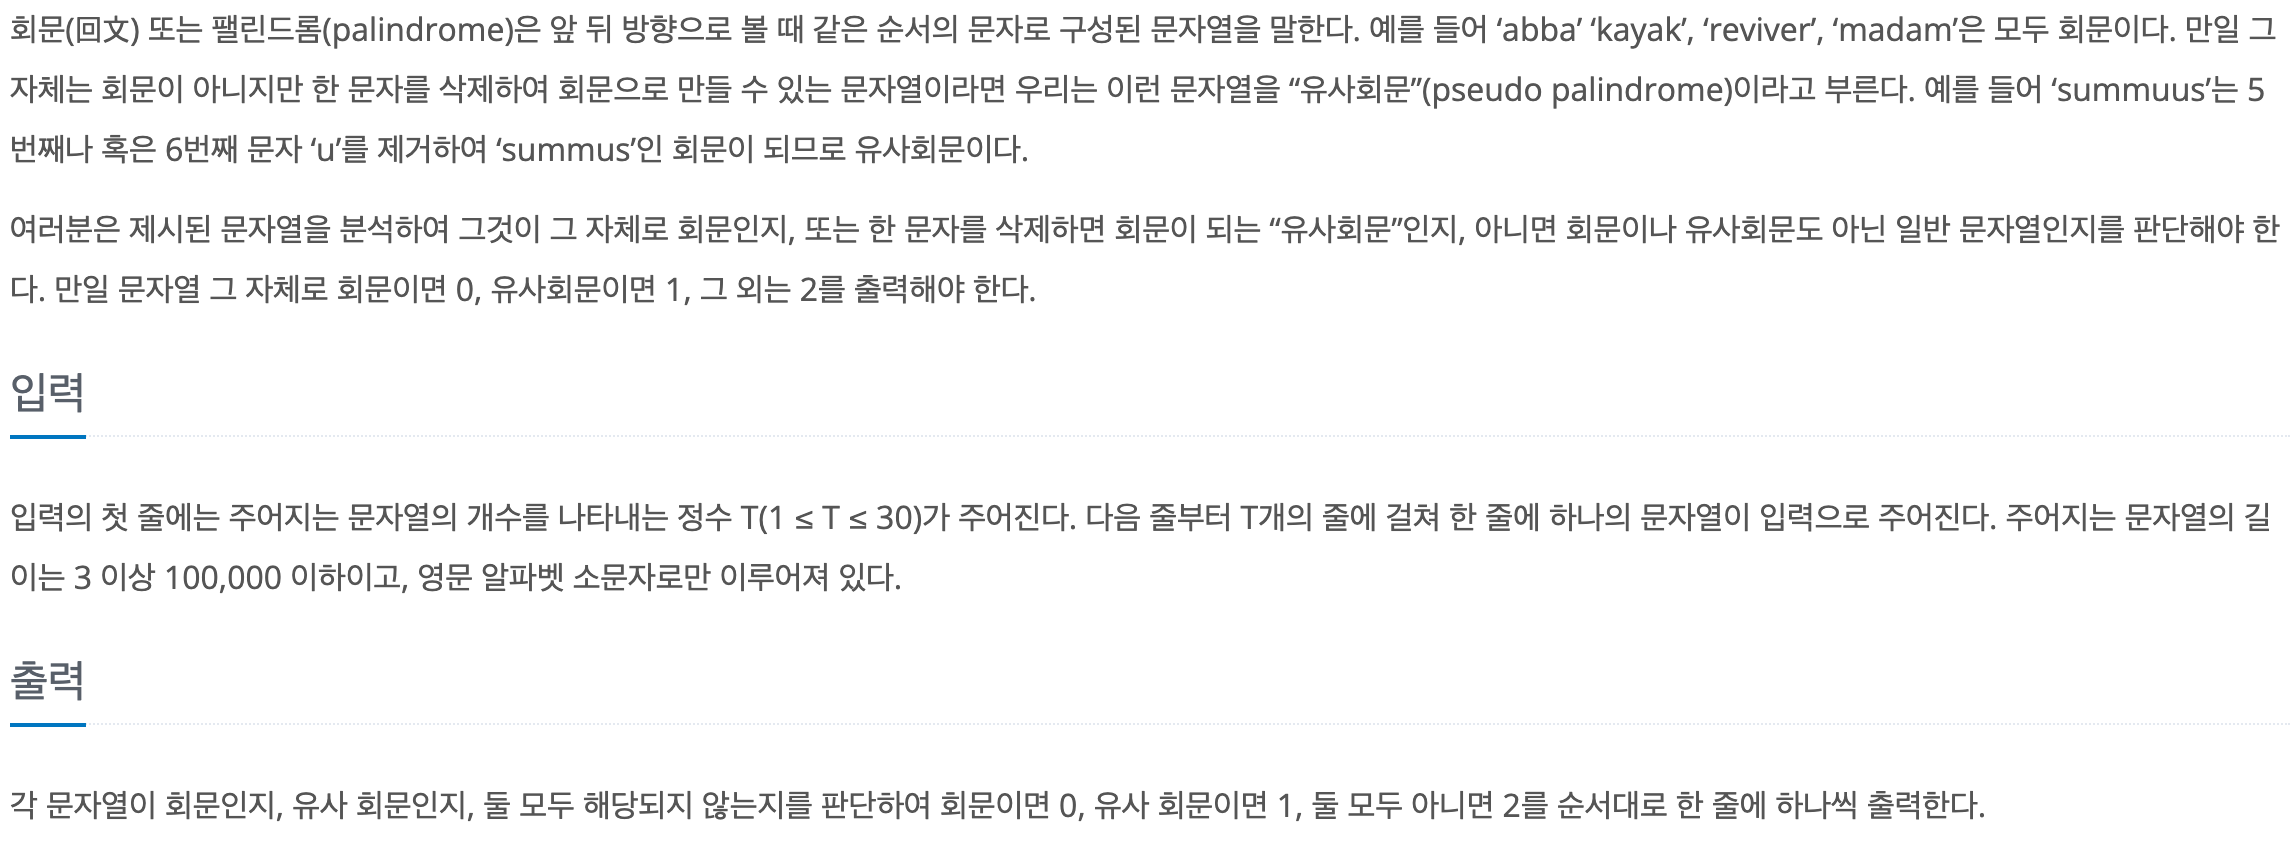 회문(回文) 또는 팰린드롬(palindrome)은 앞 뒤 방향으로 볼 때 같은 순서의 문자로 구성된 문자열을 말한다. 예를 들어 ‘abba’ ‘kayak’, ‘reviver’, ‘madam’은 모두 회문이다. 만일 그
자체는 회문이 아니지만 한 문자를 삭제하여 회문으로 만들 수 있는 문자열이라면 우리는 이런 문자열을 “유사회문”(pseudo palindrome)이라고 부른다. 예를 들어 ‘summuus’는 5
번째나 혹은 6번째 문자 ‘u’를 제거하여 ‘summus’인 회문이 되므로 유사회문이다.
여러분은 제시된 문자열을 분석하여 그것이 그 자체로 회문인지, 또는 한 문자를 삭제하면 회문이 되는 “유사회문”인지, 아니면 회문이나 유사회문도 아닌 일반 문자열인지를 판단해야 한
다. 만일 문자열 그 자체로 회문이면 0, 유사회문이면 1, 그 외는 2를 출력해야 한다.
입력
입력의 첫 줄에는 주어지는 문자열의 개수를 나타내는 정수 T(1 ≤ T ≤ 30)가 주어진다. 다음 줄부터 T개의 줄에 걸쳐 한 줄에 하나의 문자열이 입력으로 주어진다. 주어지는 문자열의 길
이는 3 이상 100,000 이하이고, 영문 알파벳 소문자로만 이루어져 있다.
출력
각 문자열이 회문인지, 유사 회문인지, 둘 모두 해당되지 않는지를 판단하여 회문이면 0, 유사 회문이면 1, 둘 모두 아니면 2를 순서대로 한 줄에 하나씩 출력한다.